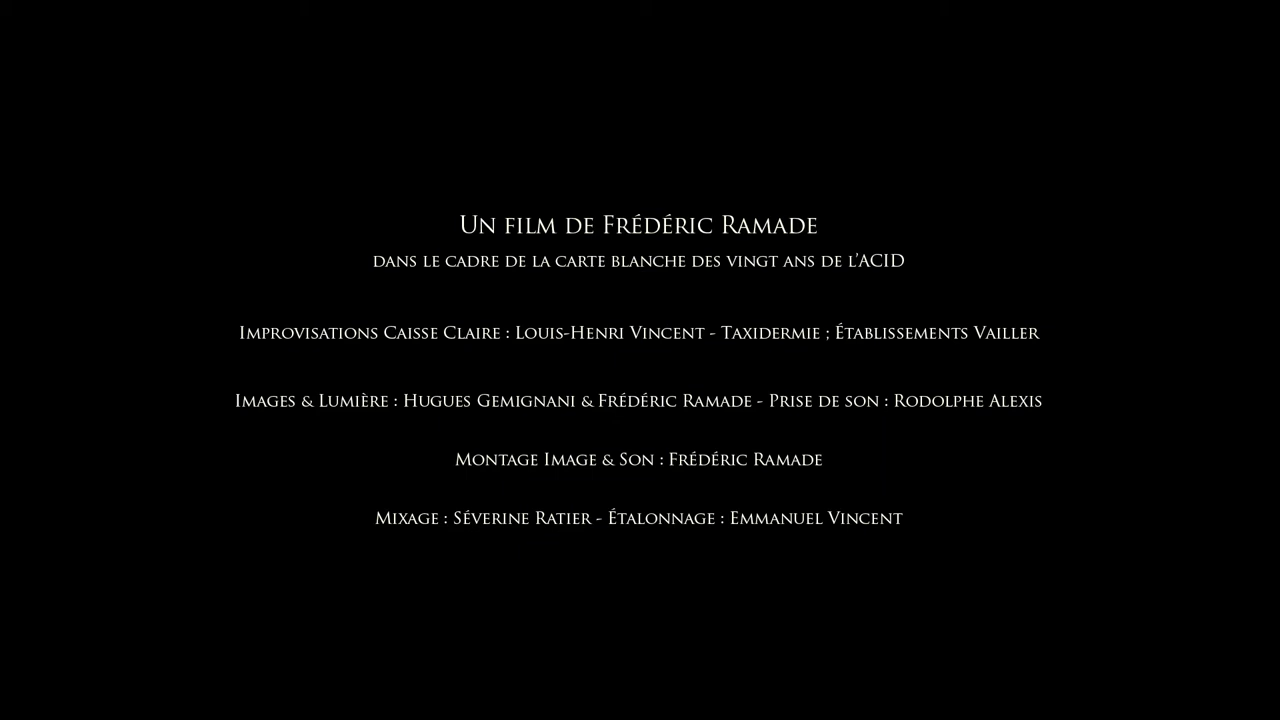 Un film de Frédéric Ramade
dans le cadre de la carte blanche des vingt ans de l'ACID
Improvisations Caisse Claire : Louis-Henri Vincent - Taxidermie ; Établissements Vailler
Images & Lumière : Hugues Gemignani & Frédéric Ramade - Prise de son : Rodolphe Alexis
Montage Image & Son : Frédéric Ramade
Mixage : Séverine Ratier - Étalonnage : Emmanuel Vincent